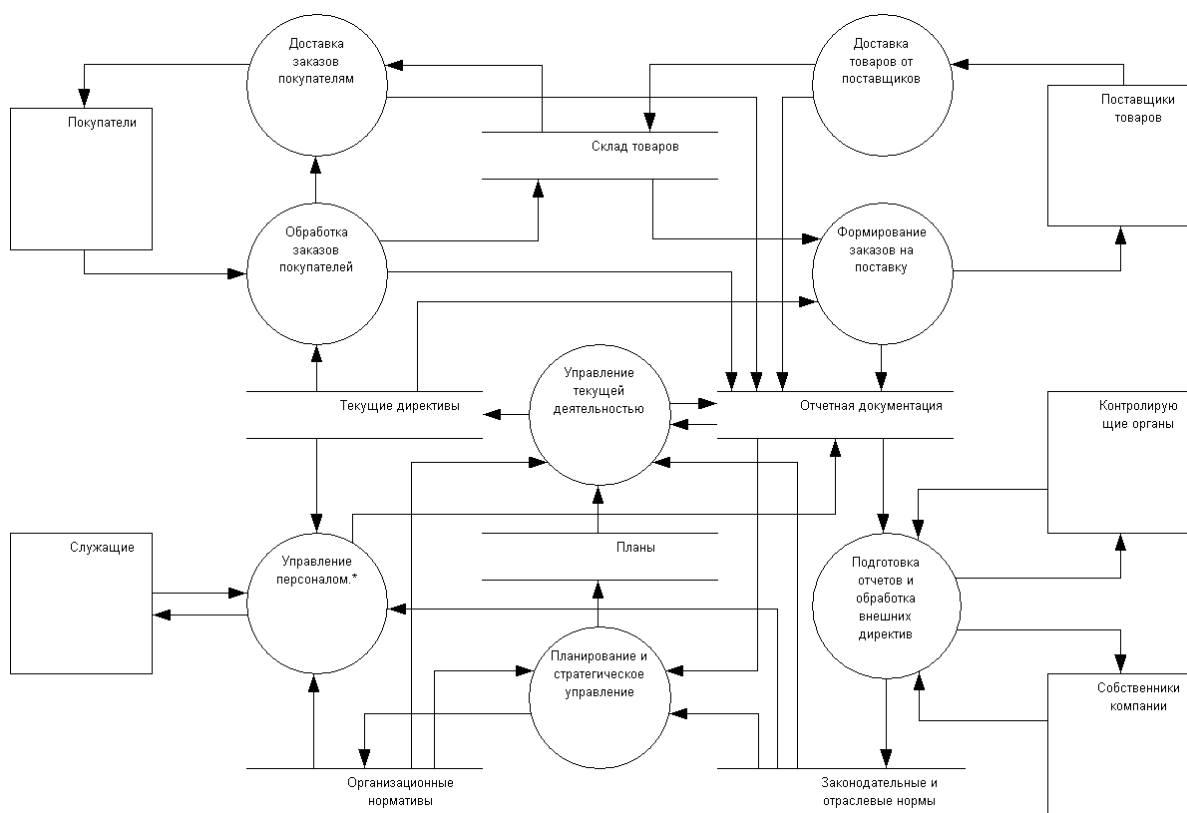 Доставка
заказов
покупателям
Доставка
товаров от
поставщиков
Покупатели
Поставщики
товаров
Склад товаров
Обработка
заказов
покупателей
Формирование
заказов на
поставку
Управление
текущей
деятельностью
Текущие директивы
Отчетная документация
Контролирую
щие органы
Служащие
Управление
персоналом.*
Планы
Подготовка
отчетов и
обработка
внешних
директив
Планирование и
стратегическое
управление
Собственники
компании
Организационные
нормативы
Законодательные и
отраслевые нормы